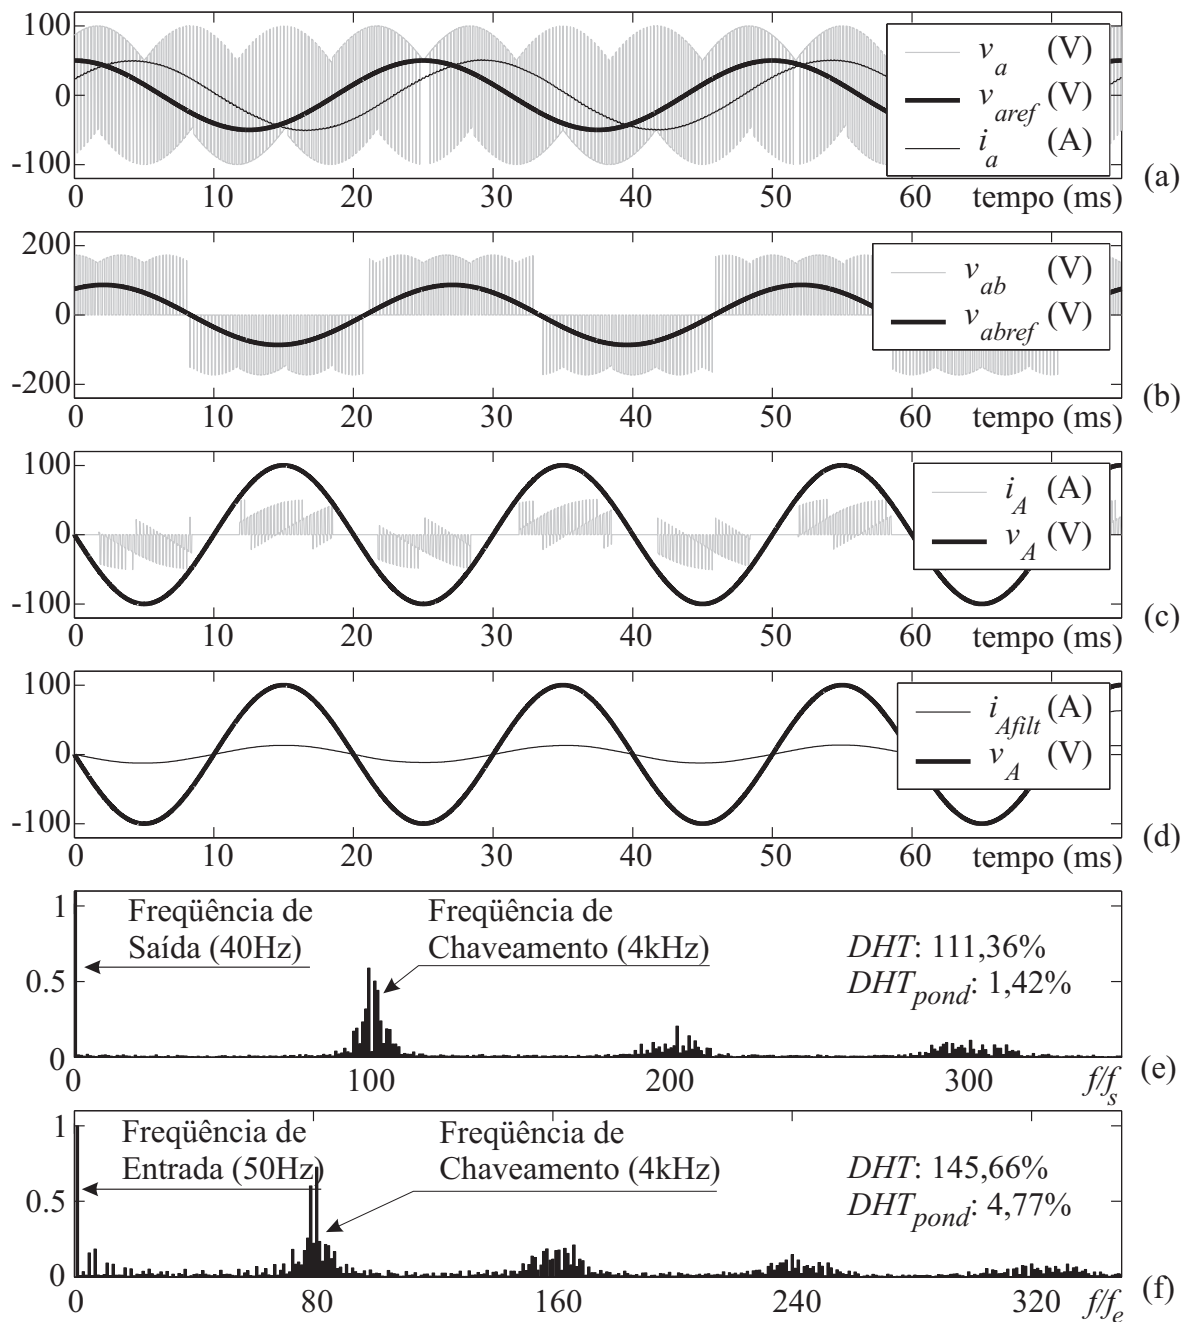 100
0
-100
v_a (V)
v_aref (V)
i_a (A)
0 10 20 30 40 50 60 tempo (ms)
(a)
200
0
-200
v_ab (V)
v_abref (V)
0 10 20 30 40 50 60 tempo (ms)
(b)
100
0
-100
i_A (A)
v_A (V)
0 10 20 30 40 50 60 tempo (ms)
(c)
100
0
-100
i_Afilt (A)
v_A (V)
0 10 20 30 40 50 60 tempo (ms)
(d)
1
0.5
0
Freqüência de
Saída (40Hz)
Freqüência de
Chaveamento (4kHz)
DHT: 111,36%
DHT_pond: 1,42%
0 100 200 300 f/f_s
(e)
1
0.5
0
Freqüência de
Entrada (50Hz)
Freqüência de
Chaveamento (4kHz)
DHT: 145,66%
DHT_pond: 4,77%
0 80 160 240 320 f/f_e
(f)